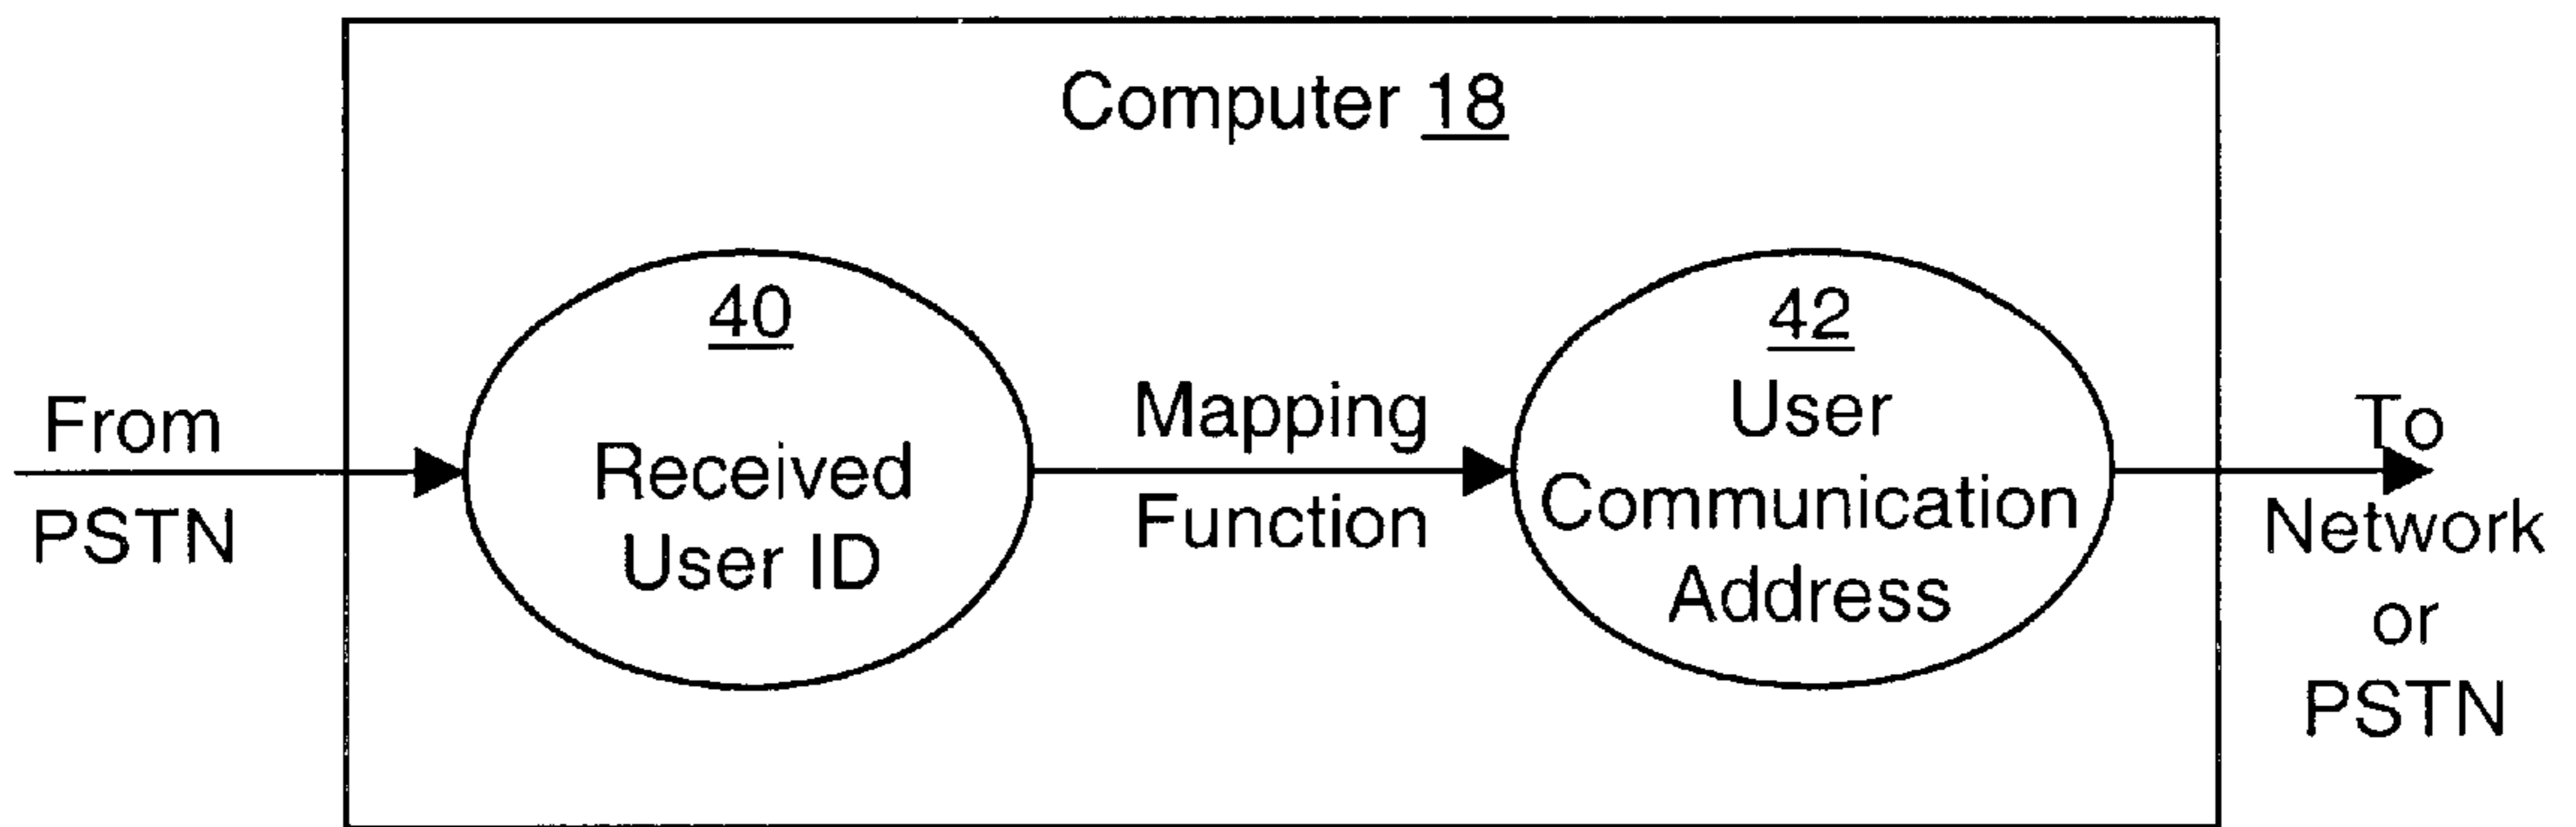 Computer 18
From
PSTN
40
Received
User ID
Mapping
Function
42
User
Communication
Address
To
Network
or
PSTN